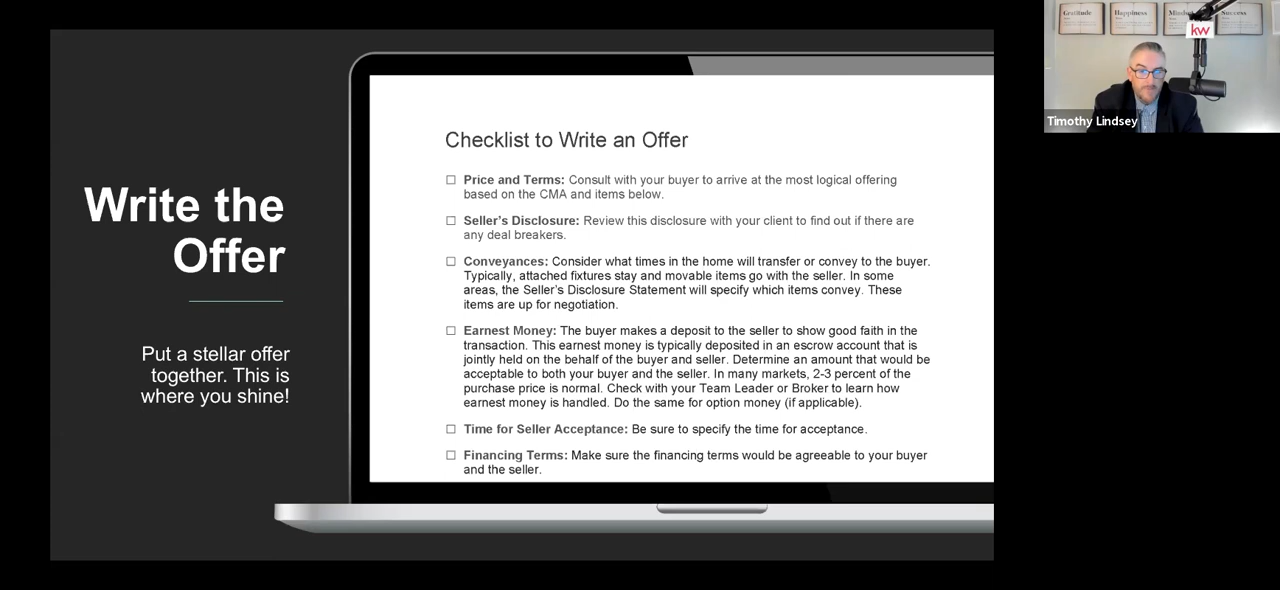 Write the
Offer
Put a stellar offer
together. This is
where you shine!
Checklist to Write an Offer
☐ Price and Terms: Consult with your buyer to arrive at the most logical offering
based on the CMA and items below.
☐ Seller's Disclosure: Review this disclosure with your client to find out if there are
any deal breakers.
☐ Conveyances: Consider what times in the home will transfer or convey to the buyer.
Typically, attached fixtures stay and movable items go with the seller. In some
areas, the Seller's Disclosure Statement will specify which items convey. These
items are up for negotiation.
☐ Earnest Money: The buyer makes a deposit to the seller to show good faith in the
transaction. This earnest money is typically deposited in an escrow account that is
jointly held on the behalf of the buyer and seller. Determine an amount that would be
acceptable to both your buyer and the seller. In many markets, 2-3 percent of the
purchase price is normal. Check with your Team Leader or Broker to learn how
earnest money is handled. Do the same for option money (if applicable).
☐ Time for Seller Acceptance: Be sure to specify the time for acceptance.
☐ Financing Terms: Make sure the financing terms would be agreeable to your buyer
and the seller.
Gratitude
Happiness
Success
kw
Timothy Lindsey